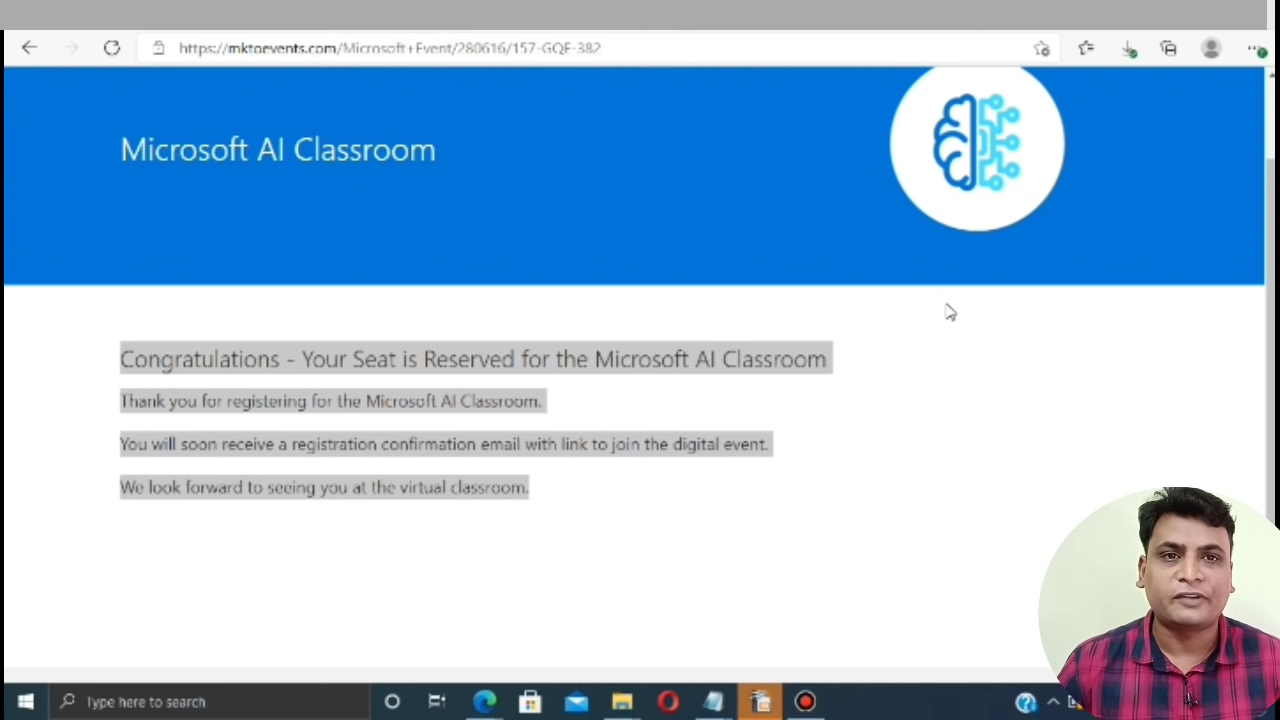 https://mktoevents.com/Microsoft+Event/280616/157-GQE-382
Microsoft AI Classroom
Congratulations - Your Seat is Reserved for the Microsoft AI Classroom
Thank you for registering for the Microsoft AI Classroom.
You will soon receive a registration confirmation email with link to join the digital event.
We look forward to seeing you at the virtual classroom.
Type here to search